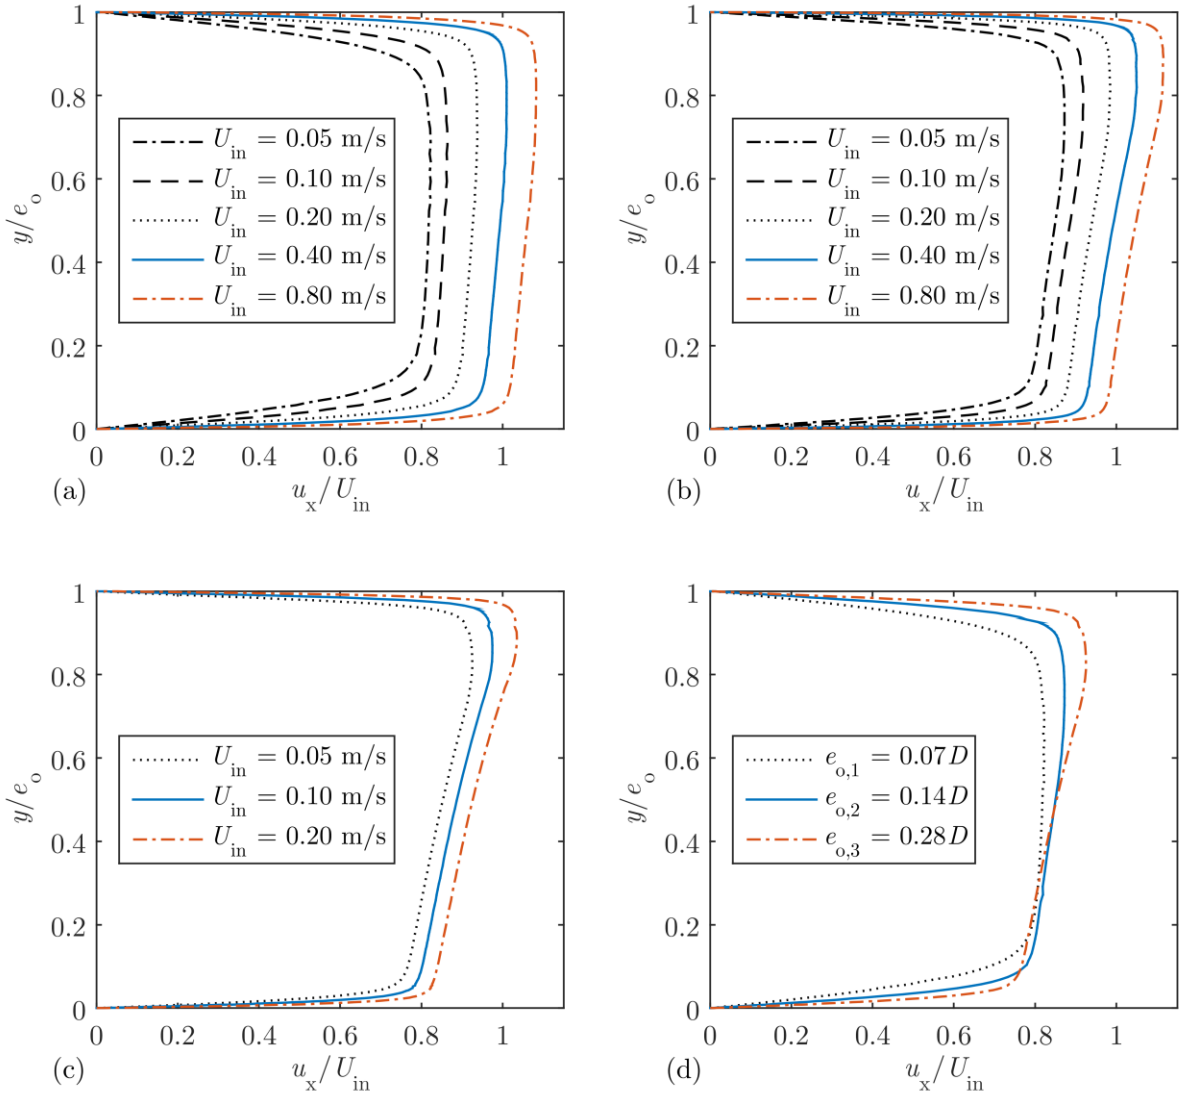 1
0.8
0.6
0.4
0.2
0
y/e_o
U_in = 0.05 m/s
U_in = 0.10 m/s
U_in = 0.20 m/s
U_in = 0.40 m/s
U_in = 0.80 m/s
0 0.2 0.4 0.6 0.8 1
(a) u_x/U_in
1
0.8
0.6
0.4
0.2
0
y/e_o
U_in = 0.05 m/s
U_in = 0.10 m/s
U_in = 0.20 m/s
U_in = 0.40 m/s
U_in = 0.80 m/s
0 0.2 0.4 0.6 0.8 1
(b) u_x/U_in
1
0.8
0.6
0.4
0.2
0
y/e_o
U_in = 0.05 m/s
U_in = 0.10 m/s
U_in = 0.20 m/s
0 0.2 0.4 0.6 0.8 1
(c) u_x/U_in
1
0.8
0.6
0.4
0.2
0
y/e_o
e_o,1 = 0.07D
e_o,2 = 0.14D
e_o,3 = 0.28D
0 0.2 0.4 0.6 0.8 1
(d) u_x/U_in